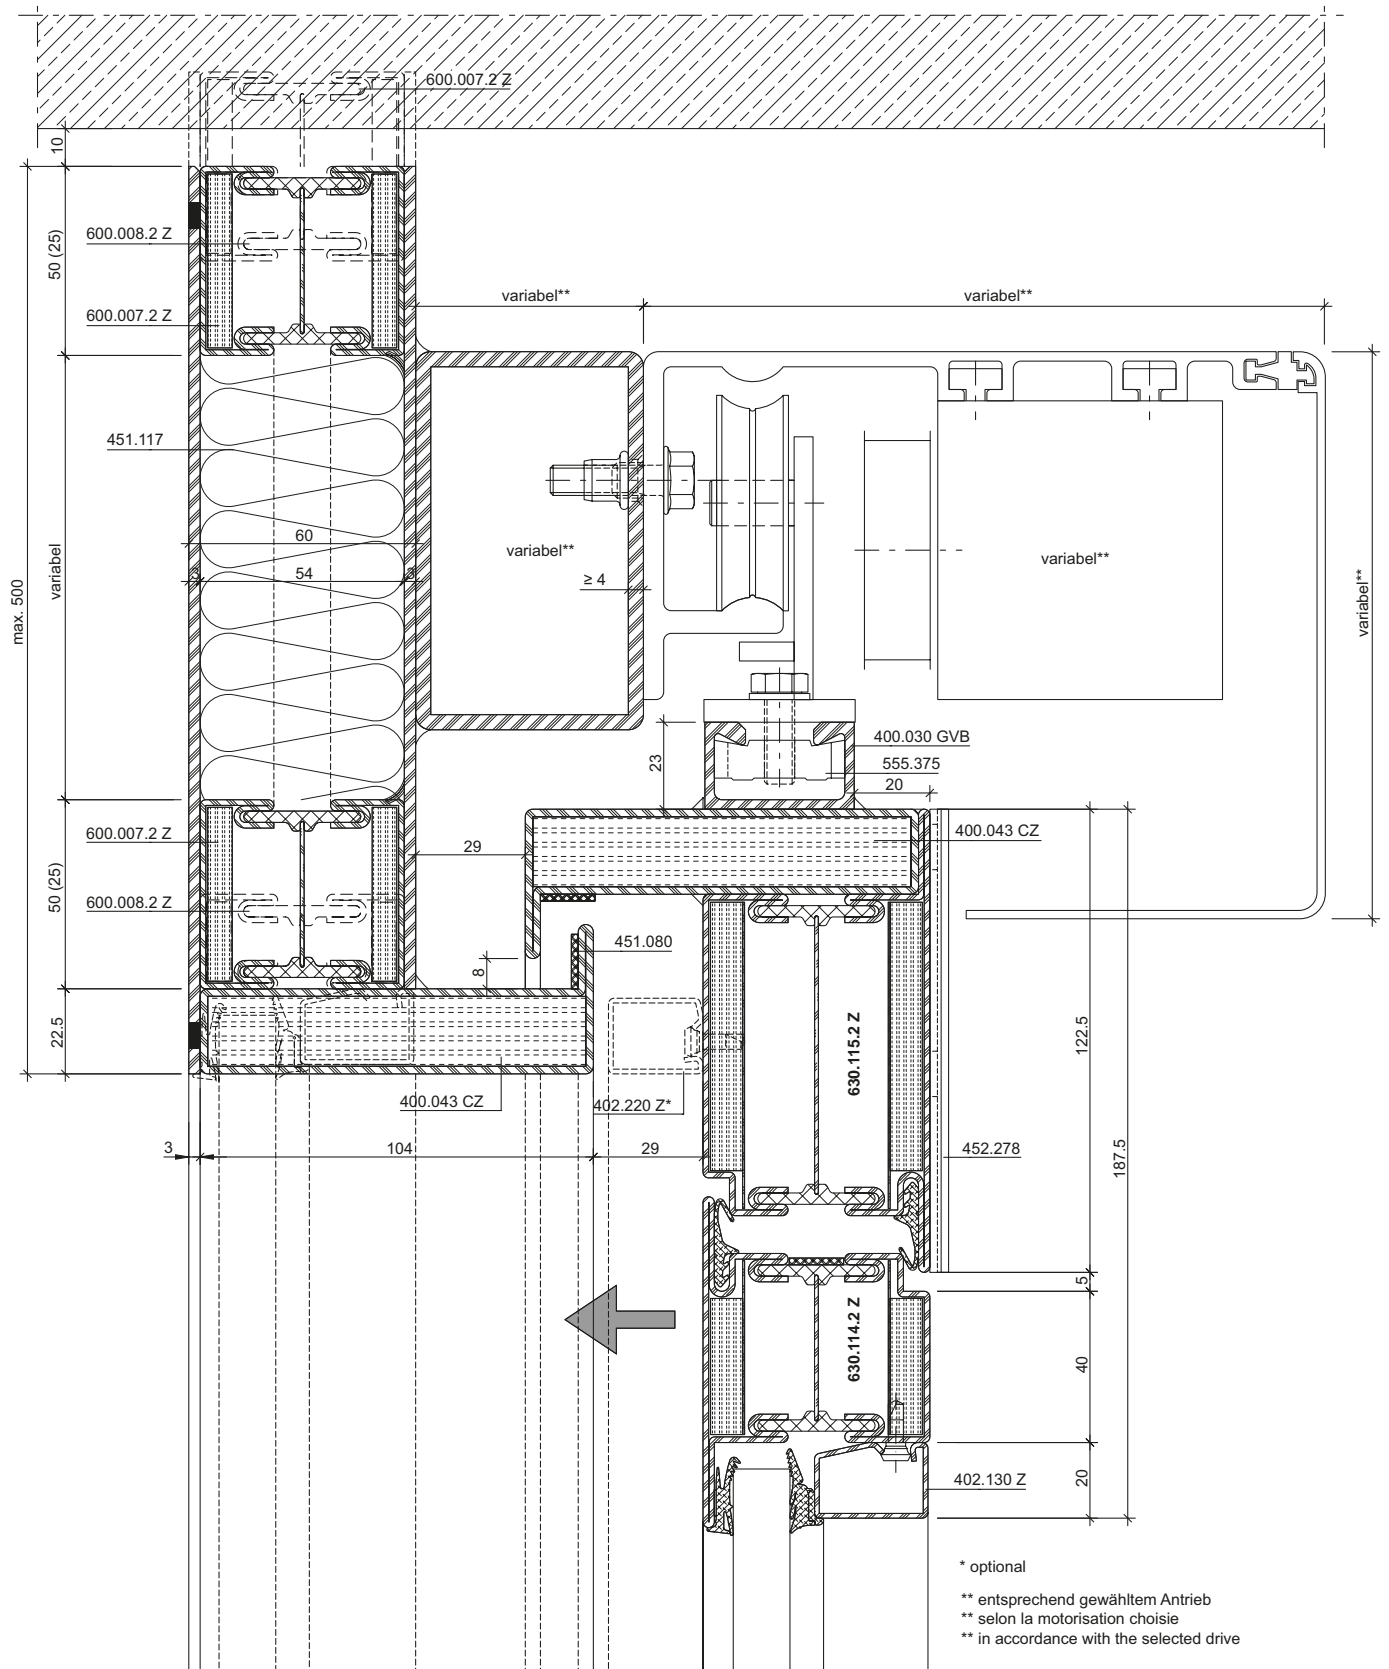 600.007.2 Z
10
600.008.2 Z
50 (25)
600.007.2 Z
variabel**
variabel**
451.117
60
variabel**
variabel**
54
3
3
≥ 4
variabel
max. 500
variabel**
400.030 GVB
23
555.375
20
600.007.2 Z
29
400.043 CZ
50 (25)
600.008.2 Z
451.080
8
22.5
630.115.2 Z
122.5
400.043 CZ
402.220 Z*
3
104
29
452.278
187.5
5
630.114.2 Z
40
402.130 Z
20
* optional
** entsprechend gewähltem Antrieb
** selon la motorisation choisie
** in accordance with the selected drive